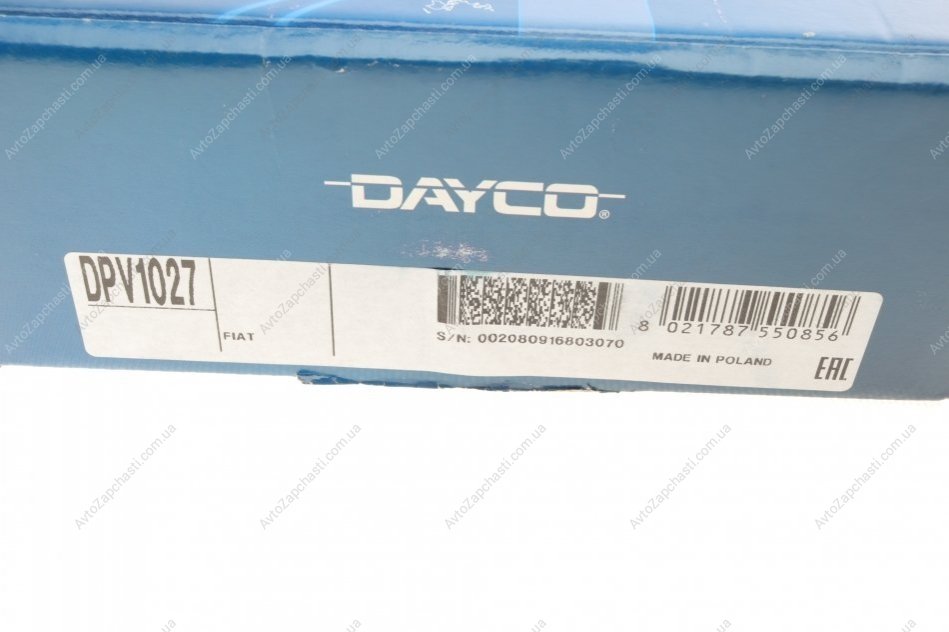 DAYCO®
DPV1027
FIAT
S/N: 002080916803070
8 021787 550856
MADE IN POLAND
EAC
AvtoZapchasti.com.ua